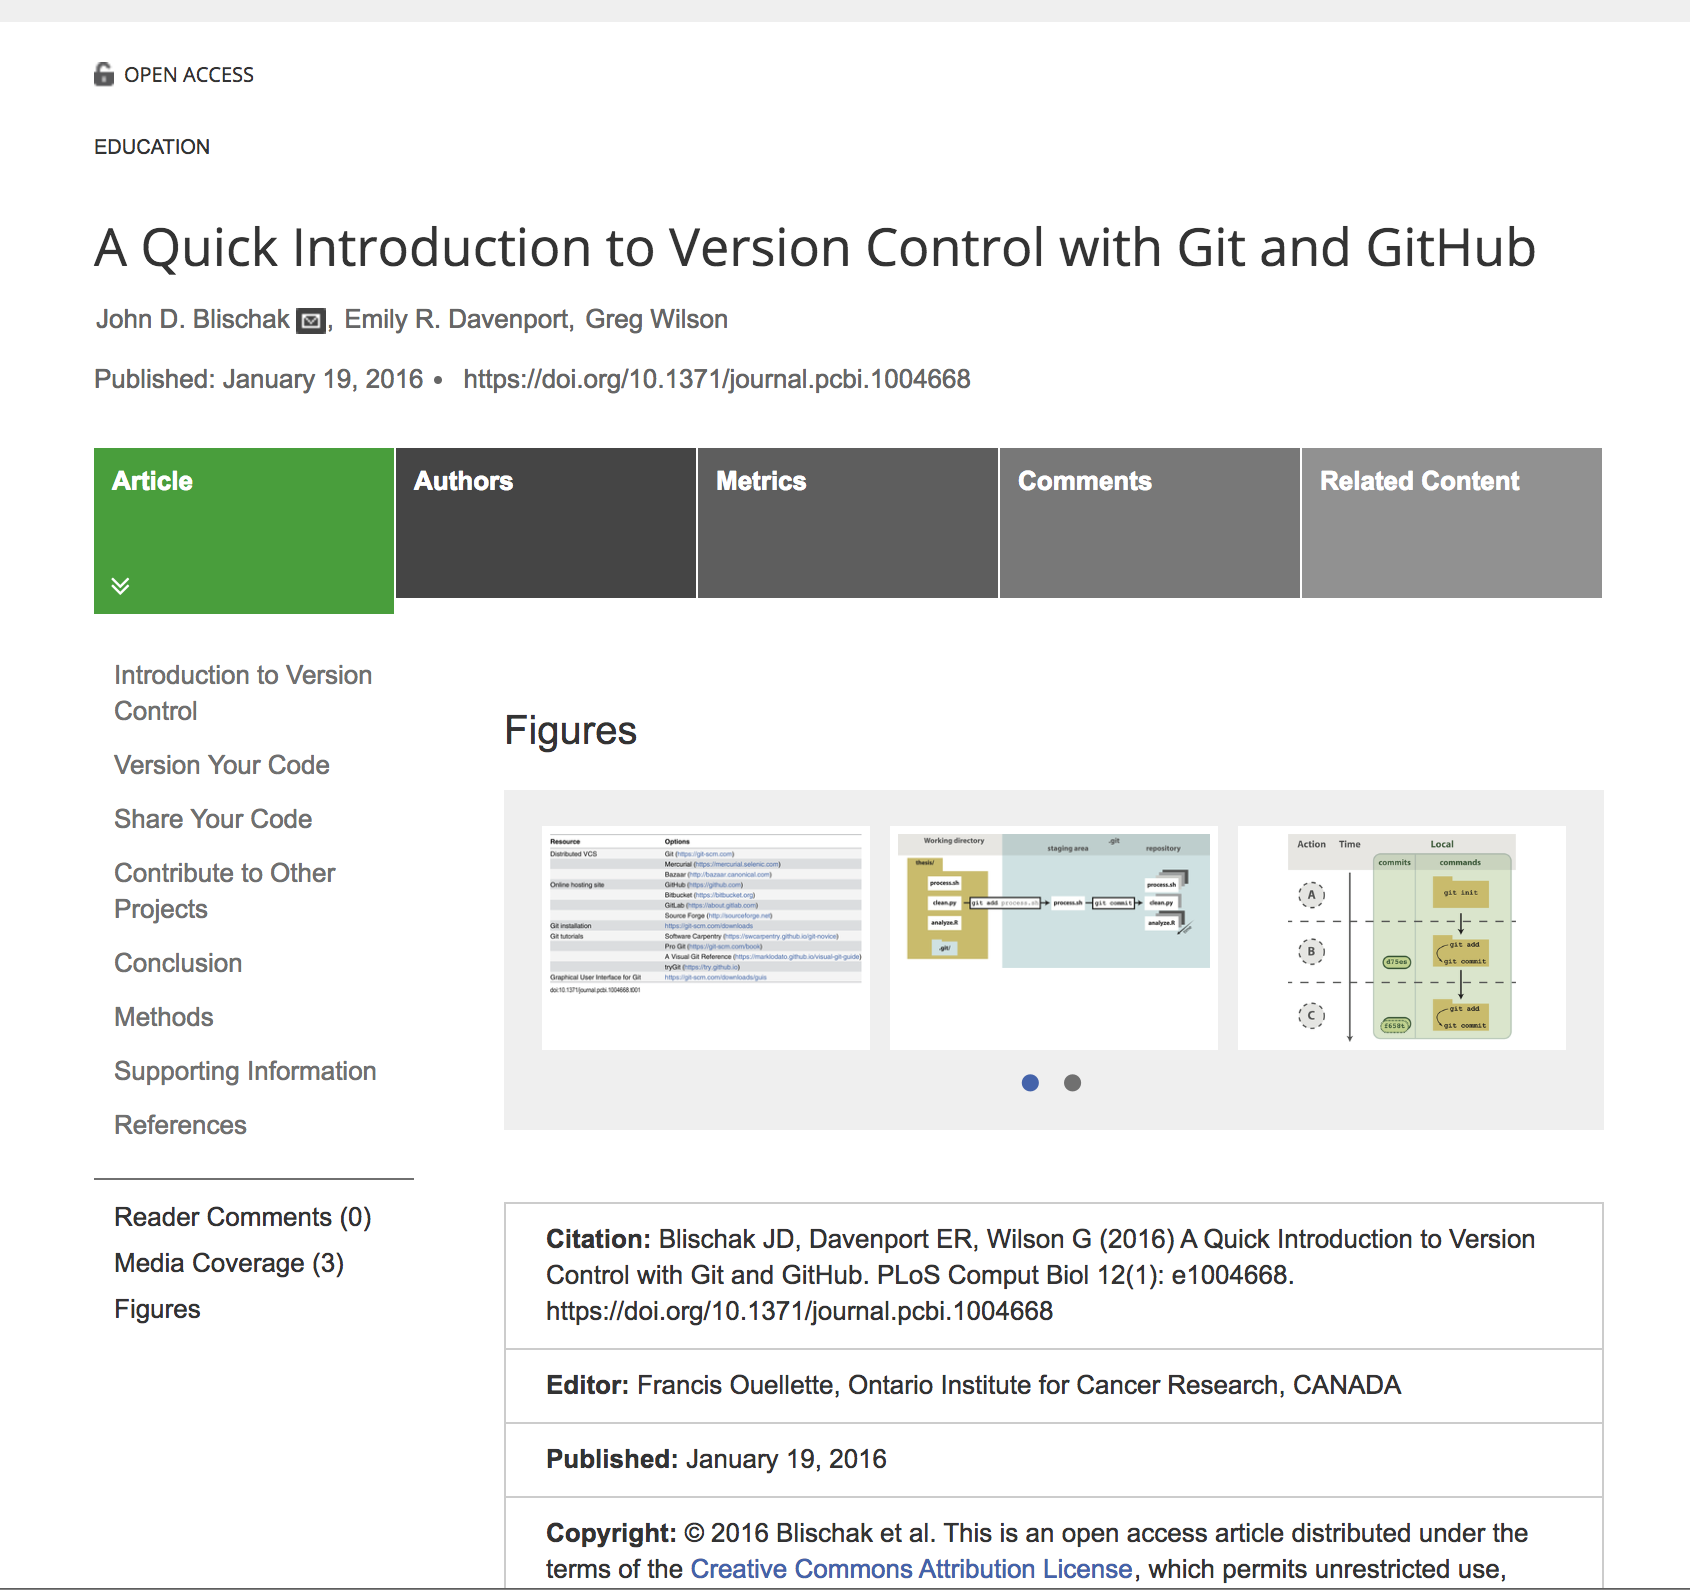 OPEN ACCESS
EDUCATION
A Quick Introduction to Version Control with Git and GitHub
John D. Blischak , Emily R. Davenport, Greg Wilson
Published: January 19, 2016 • https://doi.org/10.1371/journal.pcbi.1004668
Article
Authors
Metrics
Comments
Related Content
Introduction to Version
Control
Version Your Code
Share Your Code
Contribute to Other
Projects
Conclusion
Methods
Supporting Information
References
Reader Comments (0)
Media Coverage (3)
Figures
Figures
Resource Options
Distributed VCS Git (https://git-scm.com)
Mercurial (https://mercurial.selenic.com)
Bazaar (http://bazaar.canonical.com)
Online hosting site GitHub (https://github.com)
Bitbucket (https://bitbucket.org)
GitLab (https://about.gitlab.com)
Source Forge (http://sourceforge.net)
Git installation https://git-scm.com/downloads
Git tutorials Software Carpentry (https://swcarpentry.github.io/git-novice)
Pro Git (https://git-scm.com/book)
A Visual Git Reference (https://marklodato.github.io/visual-git-guide)
tryGit (https://try.github.io)
Graphical User Interface for Git https://git-scm.com/downloads/guis
doi:10.1371/journal.pcbi.1004668.t001
Working directory .git
staging area repository
thesis/
process.sh
clean.py
analyze.R
.git/
git add process.sh
process.sh
git commit
process.sh
clean.py
analyze.R
Action Time Local
commits commands
A
git init
B
git add
d75es
git commit
C
git add
f658t
git commit
Citation: Blischak JD, Davenport ER, Wilson G (2016) A Quick Introduction to Version
Control with Git and GitHub. PLoS Comput Biol 12(1): e1004668.
https://doi.org/10.1371/journal.pcbi.1004668
Editor: Francis Ouellette, Ontario Institute for Cancer Research, CANADA
Published: January 19, 2016
Copyright: © 2016 Blischak et al. This is an open access article distributed under the
terms of the Creative Commons Attribution License, which permits unrestricted use,